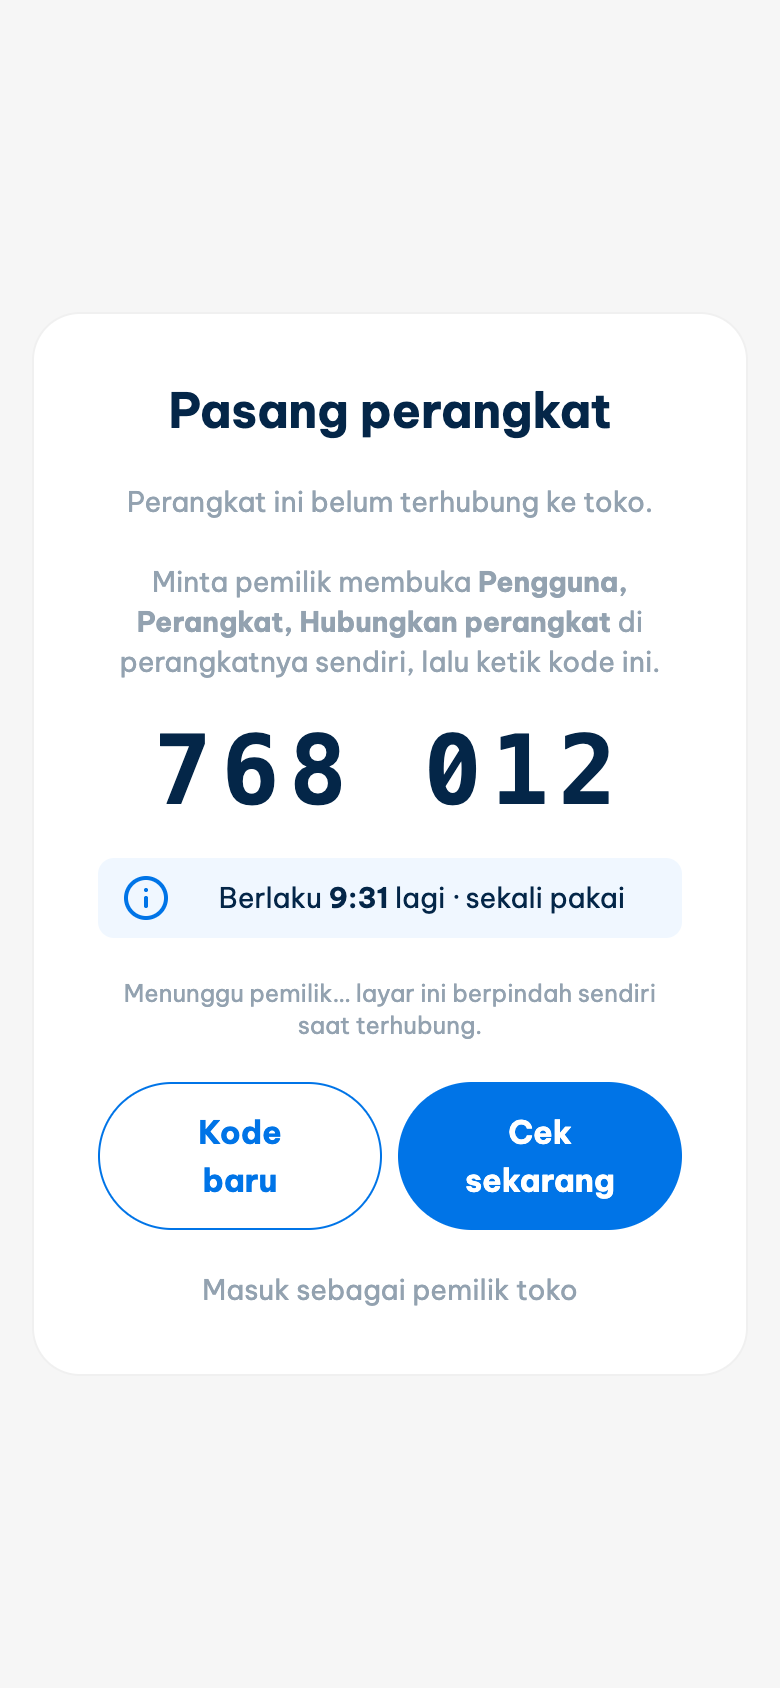 Pasang perangkat
Perangkat ini belum terhubung ke toko.
Minta pemilik membuka Pengguna,
Perangkat, Hubungkan perangkat di
perangkatnya sendiri, lalu ketik kode ini.
768 012
Berlaku 9:31 lagi · sekali pakai
Menunggu pemilik... layar ini berpindah sendiri
saat terhubung.
Kode
baru
Cek
sekarang
Masuk sebagai pemilik toko